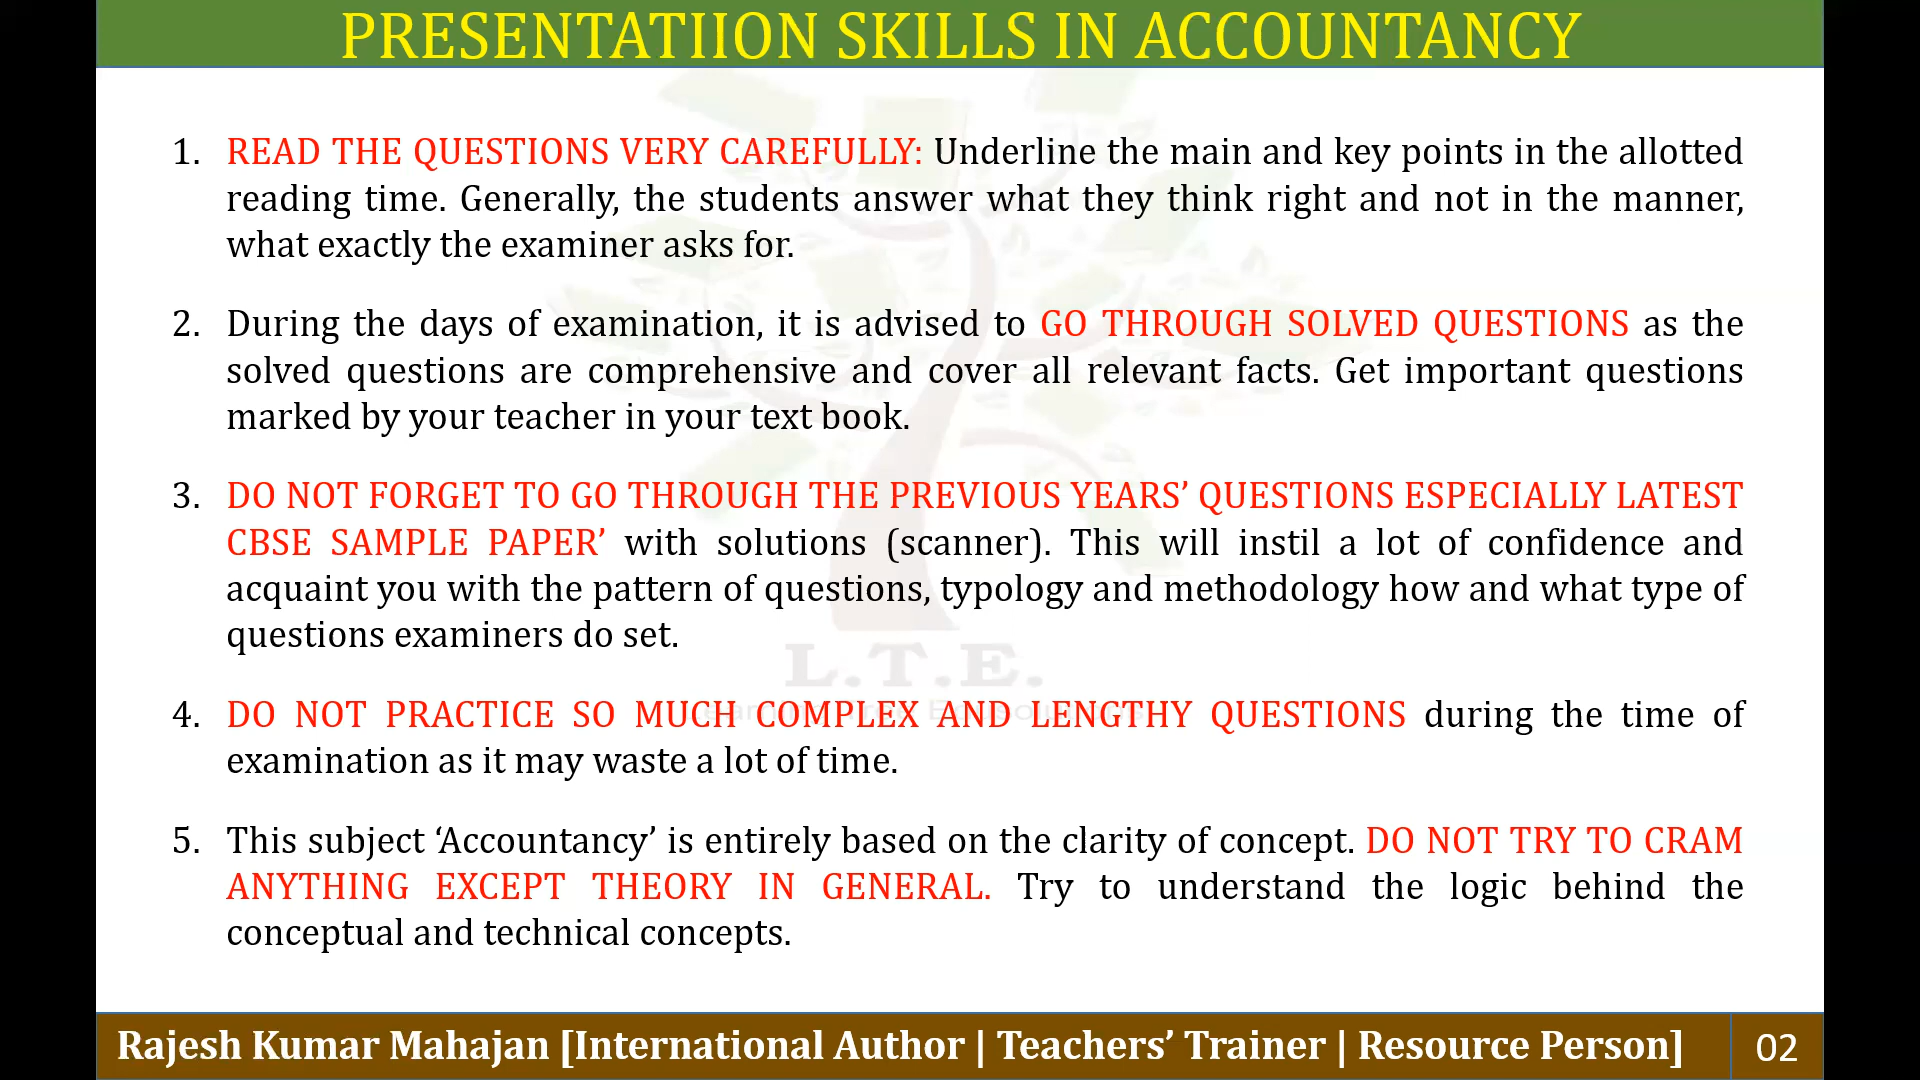 PRESENTATIION SKILLS IN ACCOUNTANCY
1. READ THE QUESTIONS VERY CAREFULLY: Underline the main and key points in the allotted
reading time. Generally, the students answer what they think right and not in the manner,
what exactly the examiner asks for.
2. During the days of examination, it is advised to GO THROUGH SOLVED QUESTIONS as the
solved questions are comprehensive and cover all relevant facts. Get important questions
marked by your teacher in your text book.
3. DO NOT FORGET TO GO THROUGH THE PREVIOUS YEARS’ QUESTIONS ESPECIALLY LATEST
CBSE SAMPLE PAPER’ with solutions (scanner). This will instil a lot of confidence and
acquaint you with the pattern of questions, typology and methodology how and what type of
questions examiners do set.
L.T.E.
4. DO NOT PRACTICE SO MUCH COMPLEX AND LENGTHY QUESTIONS during the time of
examination as it may waste a lot of time.
5. This subject ‘Accountancy’ is entirely based on the clarity of concept. DO NOT TRY TO CRAM
ANYTHING EXCEPT THEORY IN GENERAL. Try to understand the logic behind the
conceptual and technical concepts.
Rajesh Kumar Mahajan [International Author | Teachers’ Trainer | Resource Person]
02